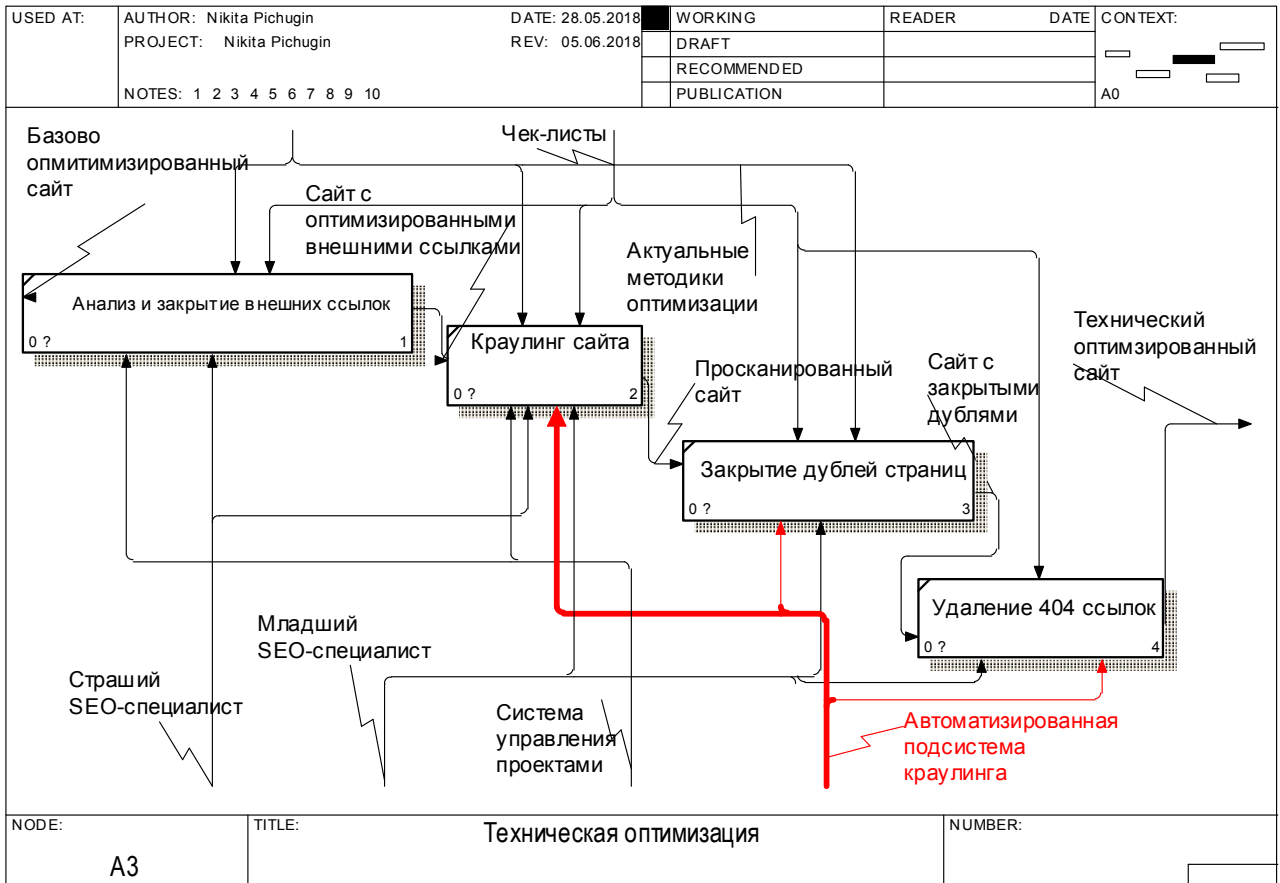 USED AT:
AUTHOR: Nikita Pichugin
DATE: 28.05.2018
PROJECT: Nikita Pichugin
REV: 05.06.2018
NOTES: 1 2 3 4 5 6 7 8 9 10
WORKING
DRAFT
RECOMMENDED
PUBLICATION
READER
DATE
CONTEXT:
A0
Базово
опмитимизированный
сайт
Чек-листы
Сайт с
оптимизированными
внешними ссылками
Актуальные
методики
оптимизации
Анализ и закрытие внешних ссылок
0 ?
1
Краулинг сайта
0 ?
2
Просканированный
сайт
Сайт с
закрытыми
дублями
Технический
оптимзированный
сайт
Закрытие дублей страниц
0 ?
3
Удаление 404 ссылок
0 ?
4
Страший
SEO-специалист
Младший
SEO-специалист
Система
управления
проектами
Автоматизированная
подсистема
краулинга
NODE:
A3
TITLE:
Техническая оптимизация
NUMBER: